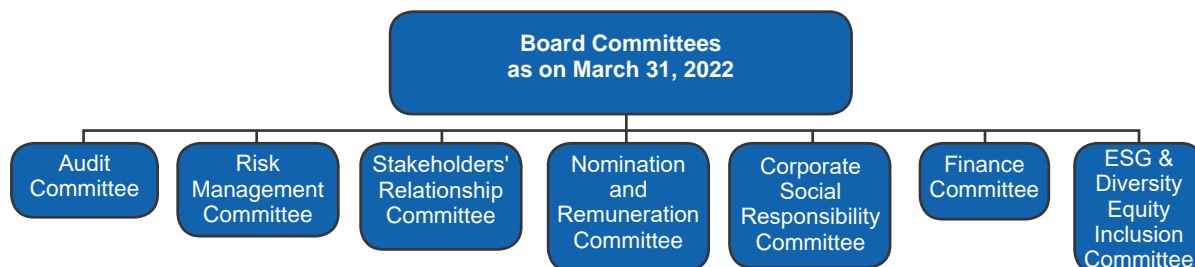 Board Committees
as on March 31, 2022
Audit
Committee
Risk
Management
Committee
Stakeholders'
Relationship
Committee
Nomination
and
Remuneration
Committee
Corporate
Social
Responsibility
Committee
Finance
Committee
ESG &
Diversity
Equity
Inclusion
Committee